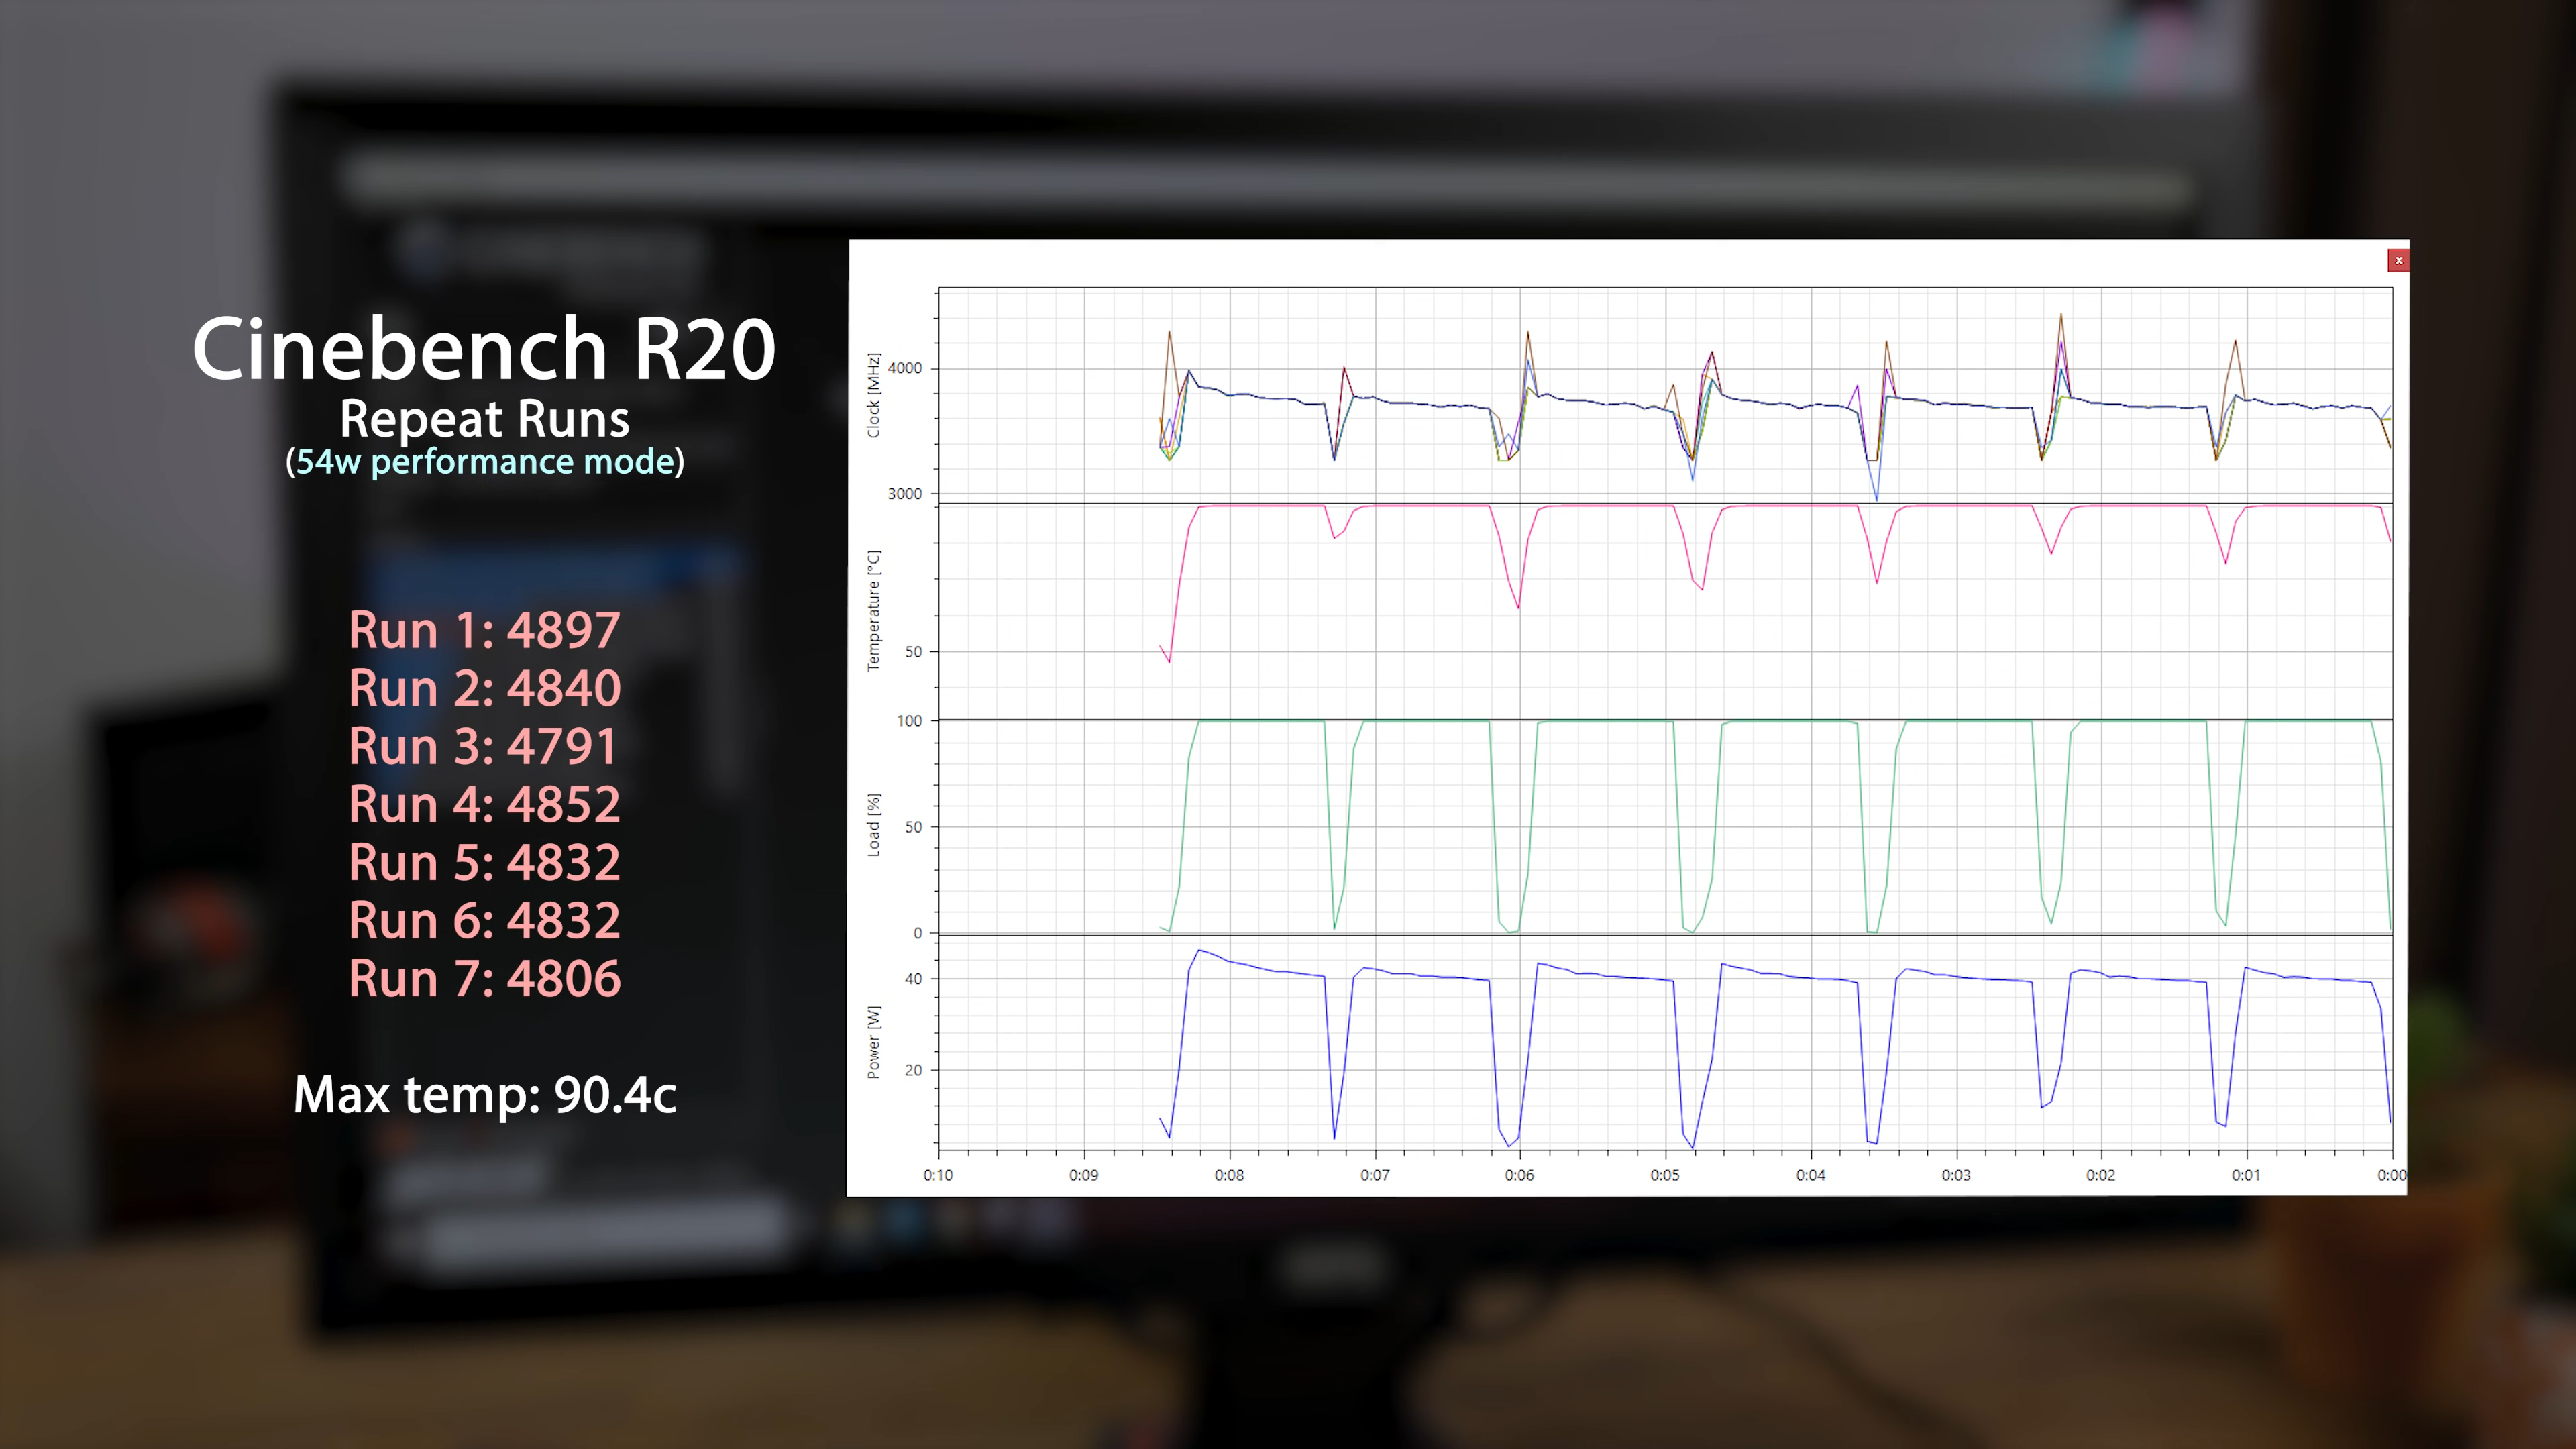 Cinebench R20
Repeat Runs
(54w performance mode)
Run 1: 4897
Run 2: 4840
Run 3: 4791
Run 4: 4852
Run 5: 4832
Run 6: 4832
Run 7: 4806
Max temp: 90.4c
x
Clock [MHz]
4000
3000
Temperature [°C]
50
Load [%]
100
50
0
Power [W]
40
20
0:10 0:09 0:08 0:07 0:06 0:05 0:04 0:03 0:02 0:01 0:00